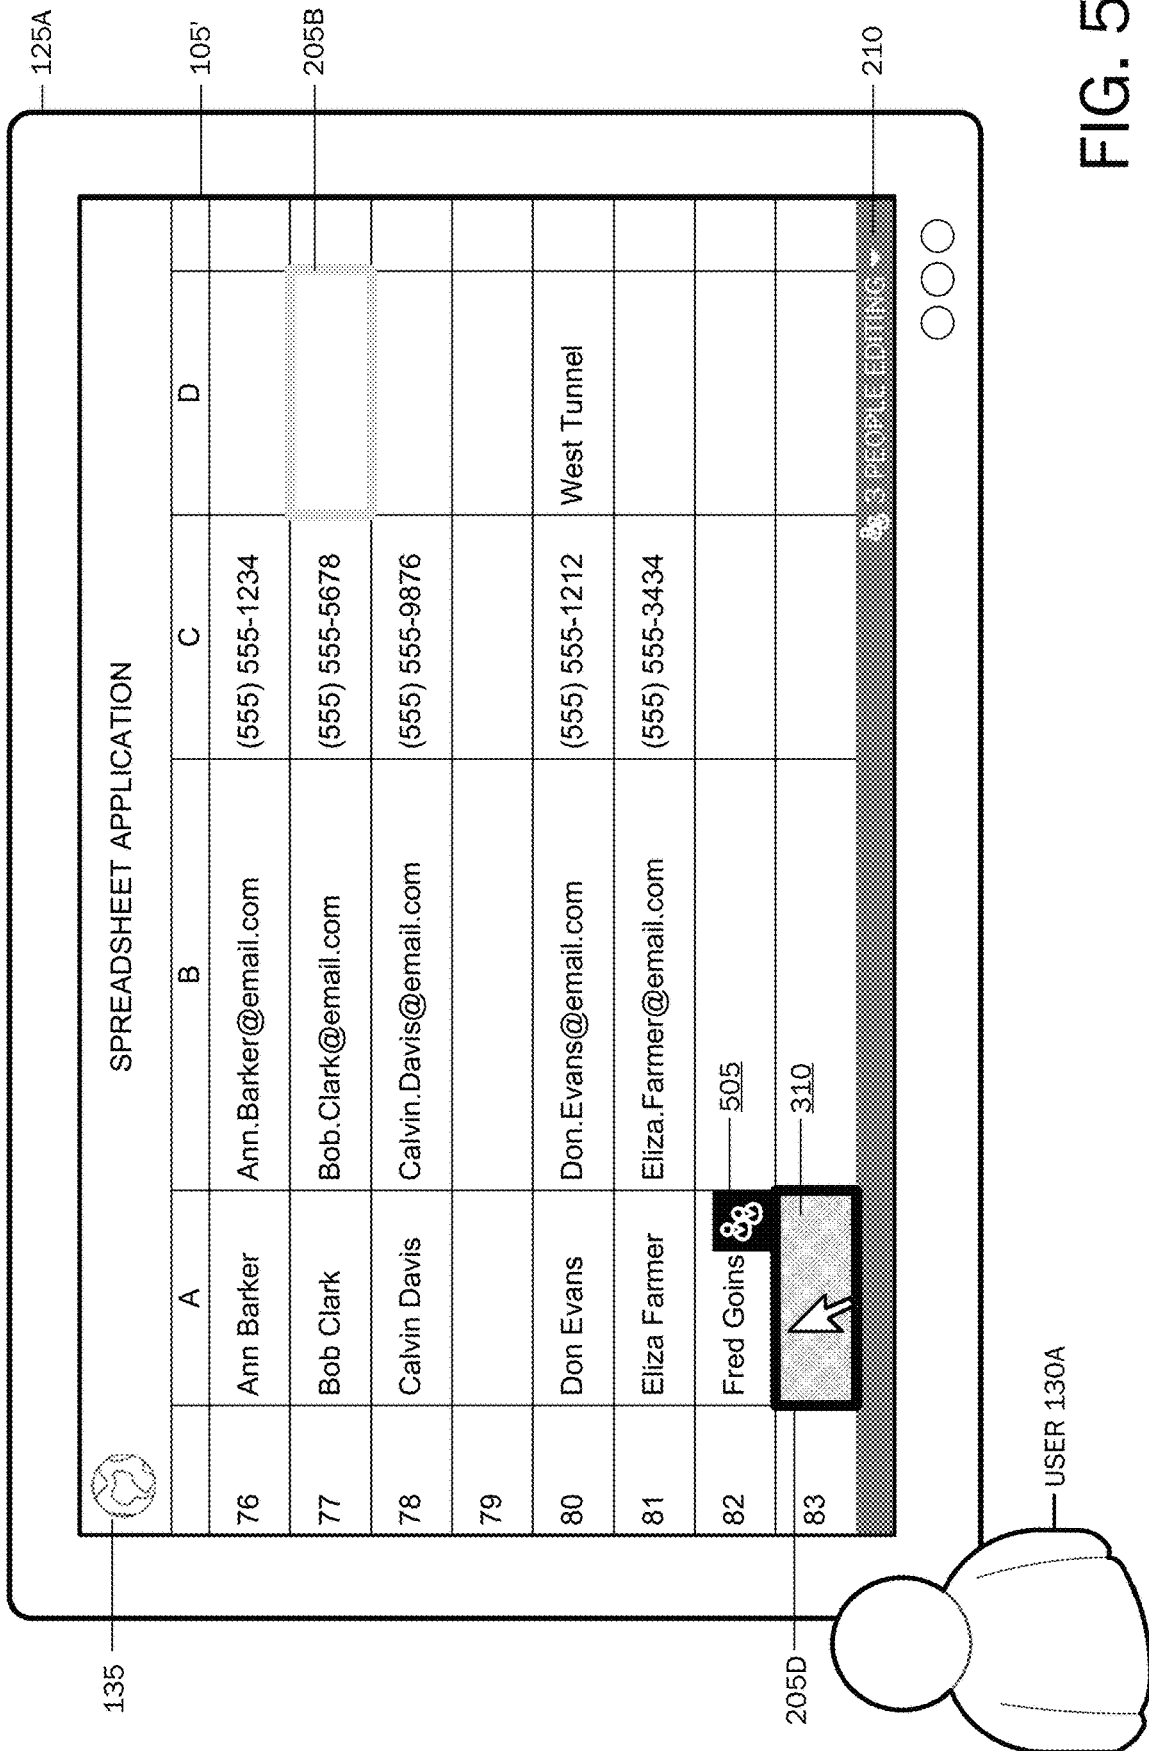 125A
105'
205B
210
135
SPREADSHEET APPLICATION
A B C D
76 Ann Barker Ann.Barker@email.com (555) 555-1234
77 Bob Clark Bob.Clark@email.com (555) 555-5678
78 Calvin Davis Calvin.Davis@email.com (555) 555-9876
79
80 Don Evans Don.Evans@email.com (555) 555-1212 West Tunnel
81 Eliza Farmer Eliza.Farmer@email.com (555) 555-3434
82 Fred Goins 505
83 310
3 PEOPLE EDITING
205D
USER 130A
FIG. 5